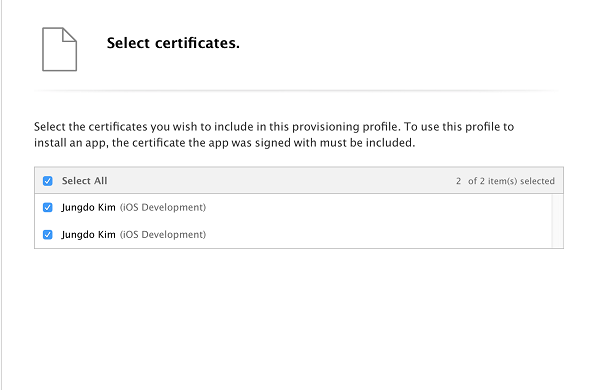 Select certificates.
Select the certificates you wish to include in this provisioning profile. To use this profile to
install an app, the certificate the app was signed with must be included.
Select All 2 of 2 item(s) selected
Jungdo Kim (iOS Development)
Jungdo Kim (iOS Development)